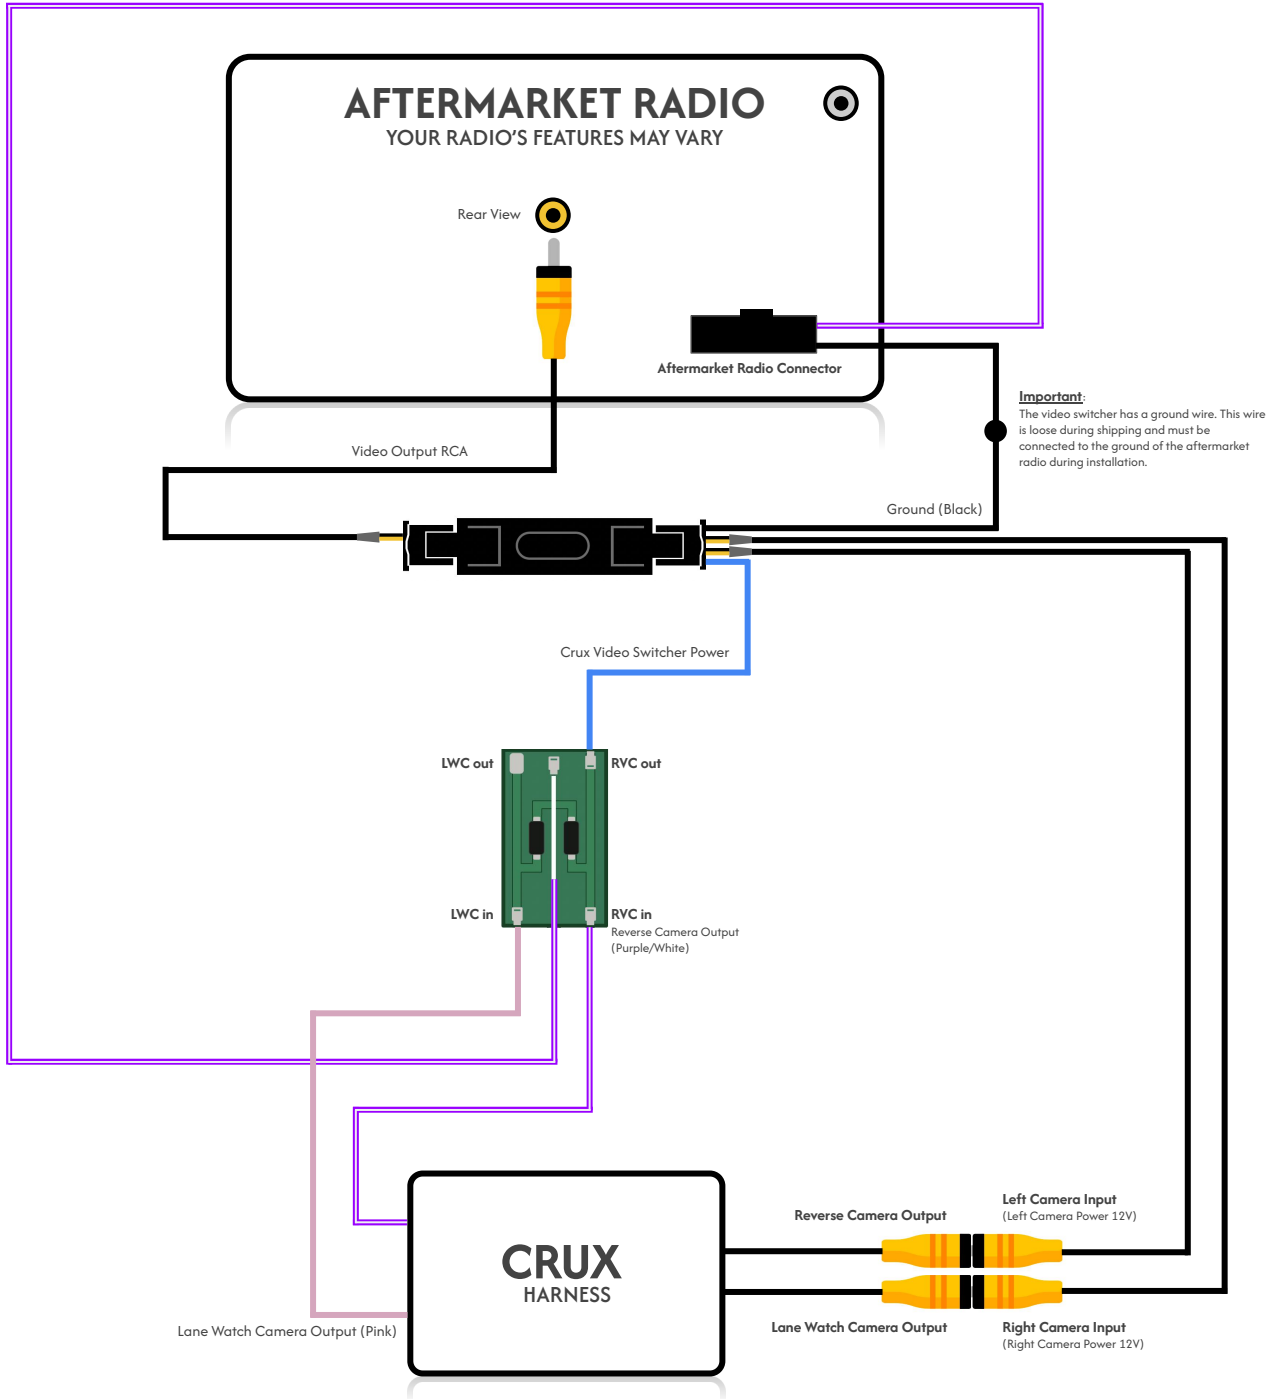 AFTERMARKET RADIO
YOUR RADIO'S FEATURES MAY VARY
Rear View
Aftermarket Radio Connector
Important:
The video switcher has a ground wire. This wire
is loose during shipping and must be
connected to the ground of the aftermarket
radio during installation.
Video Output RCA
Ground (Black)
Crux Video Switcher Power
LWC out
RVC out
LWC in
RVC in
Reverse Camera Output
(Purple/White)
Reverse Camera Output
Left Camera Input
(Left Camera Power 12V)
CRUX
HARNESS
Lane Watch Camera Output (Pink)
Lane Watch Camera Output
Right Camera Input
(Right Camera Power 12V)